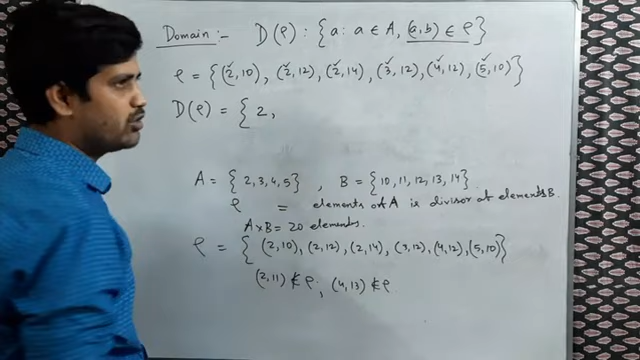 Domain :- D(ρ) : {a : a ∈ A, (a,b) ∈ ρ}
ρ = {(2,10), (2,12), (2,14), (3,12), (4,12), (5,10)}
D(ρ) = {2,
A = {2,3,4,5} , B = {10,11,12,13,14}
ρ = elements of A is divisor of elements B.
A×B = 20 elements.
ρ = {(2,10), (2,12), (2,14), (3,12), (4,12), (5,10)}
(2,11) ∉ ρ ; (4,13) ∉ ρ